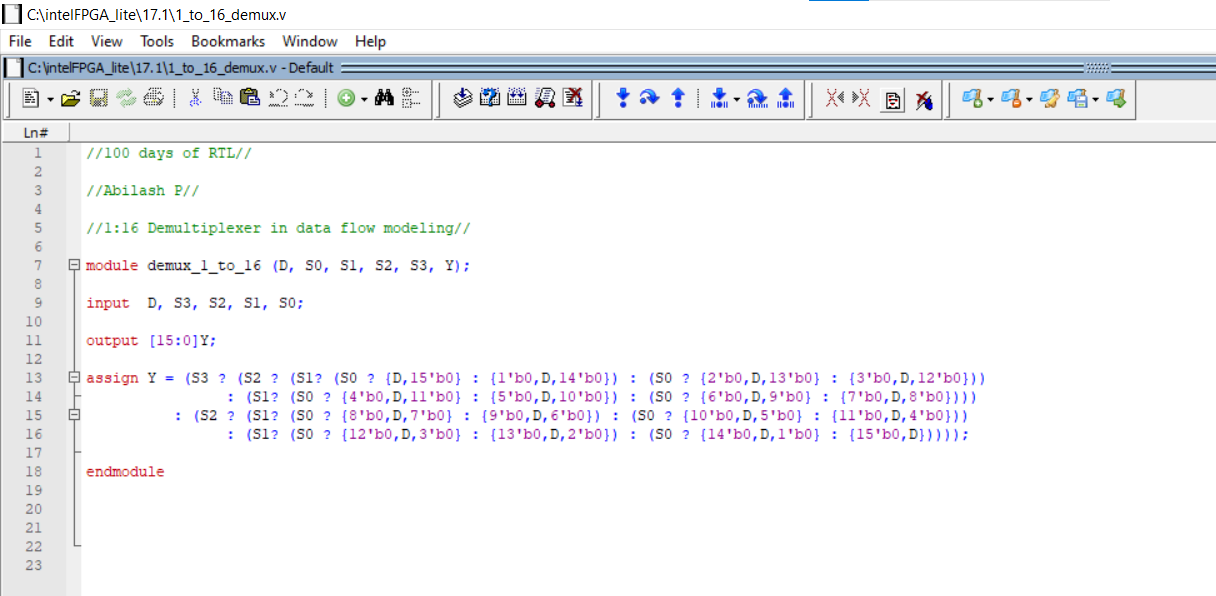 C:\intelFPGA_lite\17.1\1_to_16_demux.v
File Edit View Tools Bookmarks Window Help
C:\intelFPGA_lite\17.1\1_to_16_demux.v - Default
Ln#
1 //100 days of RTL//
2
3 //Abilash P//
4
5 //1:16 Demultiplexer in data flow modeling//
6
7 module demux_1_to_16 (D, S0, S1, S2, S3, Y);
8
9 input  D, S3, S2, S1, S0;
10
11 output [15:0]Y;
12
13 assign Y = (S3 ? (S2 ? (S1? (S0 ? {D,15'b0} : {1'b0,D,14'b0}) : (S0 ? {2'b0,D,13'b0} : {3'b0,D,12'b0}))
14 : (S1? (S0 ? {4'b0,D,11'b0} : {5'b0,D,10'b0}) : (S0 ? {6'b0,D,9'b0} : {7'b0,D,8'b0})))
15 : (S2 ? (S1? (S0 ? {8'b0,D,7'b0} : {9'b0,D,6'b0}) : (S0 ? {10'b0,D,5'b0} : {11'b0,D,4'b0}))
16 : (S1? (S0 ? {12'b0,D,3'b0} : {13'b0,D,2'b0}) : (S0 ? {14'b0,D,1'b0} : {15'b0,D}))));
17
18 endmodule
19
20
21
22
23